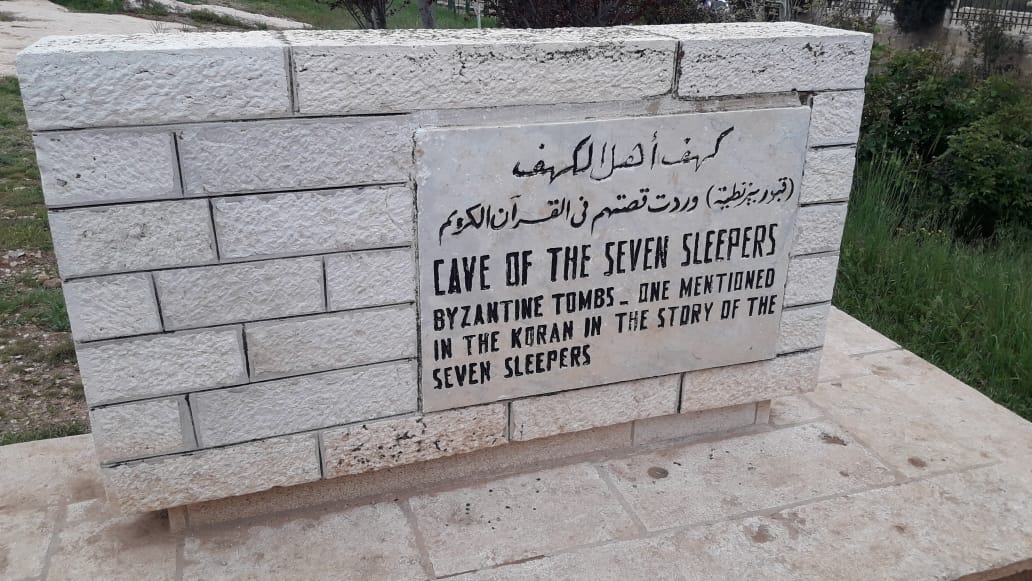 كهف أهل الكهف
(قبور بيزنطية) وردت قصتهم في القرآن الكريم
CAVE OF THE SEVEN SLEEPERS
BYZANTINE TOMBS - ONE MENTIONED
IN THE KORAN IN THE STORY OF THE
SEVEN SLEEPERS